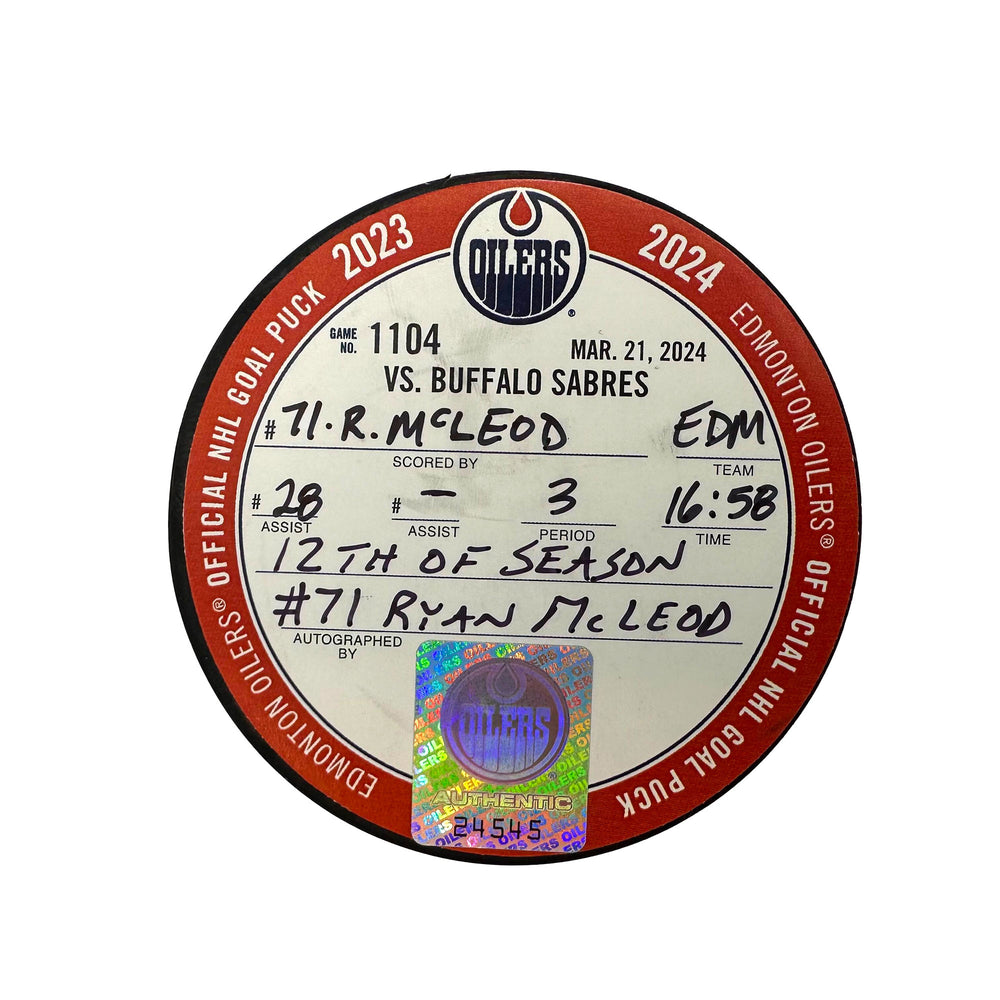 EDMONTON OILERS® OFFICIAL NHL GOAL PUCK 2023
2024 EDMONTON OILERS® OFFICIAL NHL GOAL PUCK
OILERS ®
GAME NO. 1104 MAR. 21, 2024
VS. BUFFALO SABRES
# 71. R. McLEOD EDM
SCORED BY TEAM
# 28 # – 3 16:58
ASSIST ASSIST PERIOD TIME
12TH OF SEASON
#71 RYAN McLEOD
AUTOGRAPHED BY
OILERS
AUTHENTIC
24545